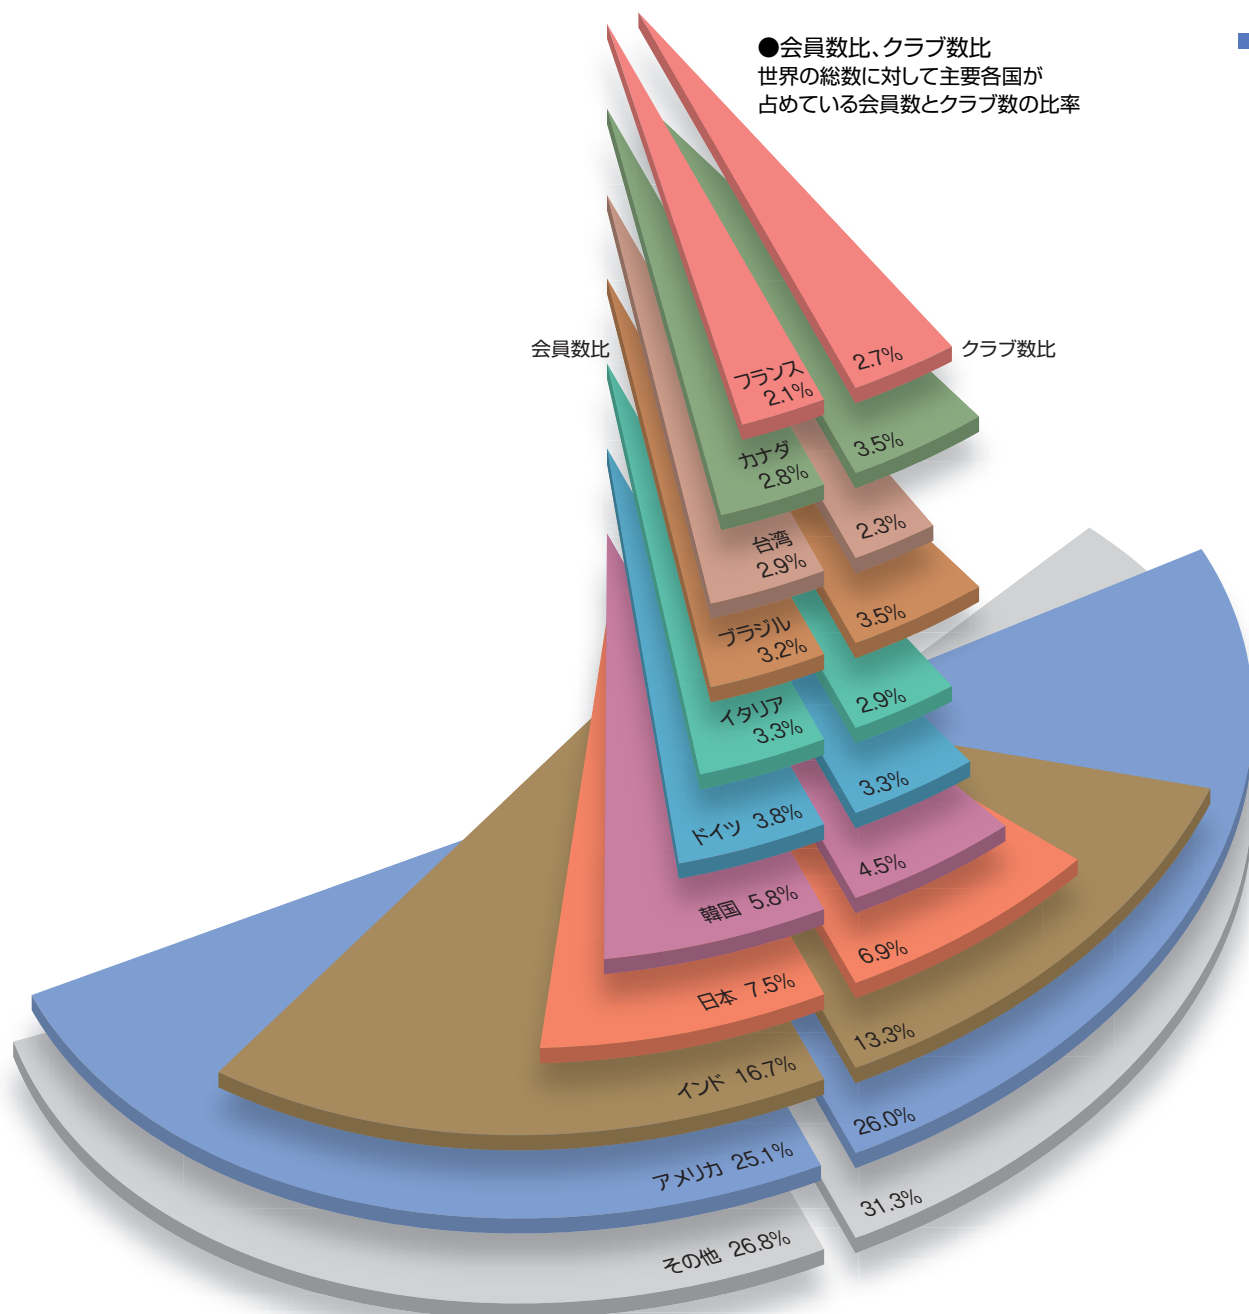 ●会員数比、クラブ数比
世界の総数に対して主要各国が
占めている会員数とクラブ数の比率
会員数比
クラブ数比
フランス
2.1%
2.7%
カナダ
2.8%
3.5%
台湾
2.9%
2.3%
ブラジル
3.2%
3.5%
イタリア
3.3%
2.9%
ドイツ 3.8%
3.3%
韓国 5.8%
4.5%
日本 7.5%
6.9%
インド 16.7%
13.3%
アメリカ 25.1%
26.0%
その他 26.8%
31.3%